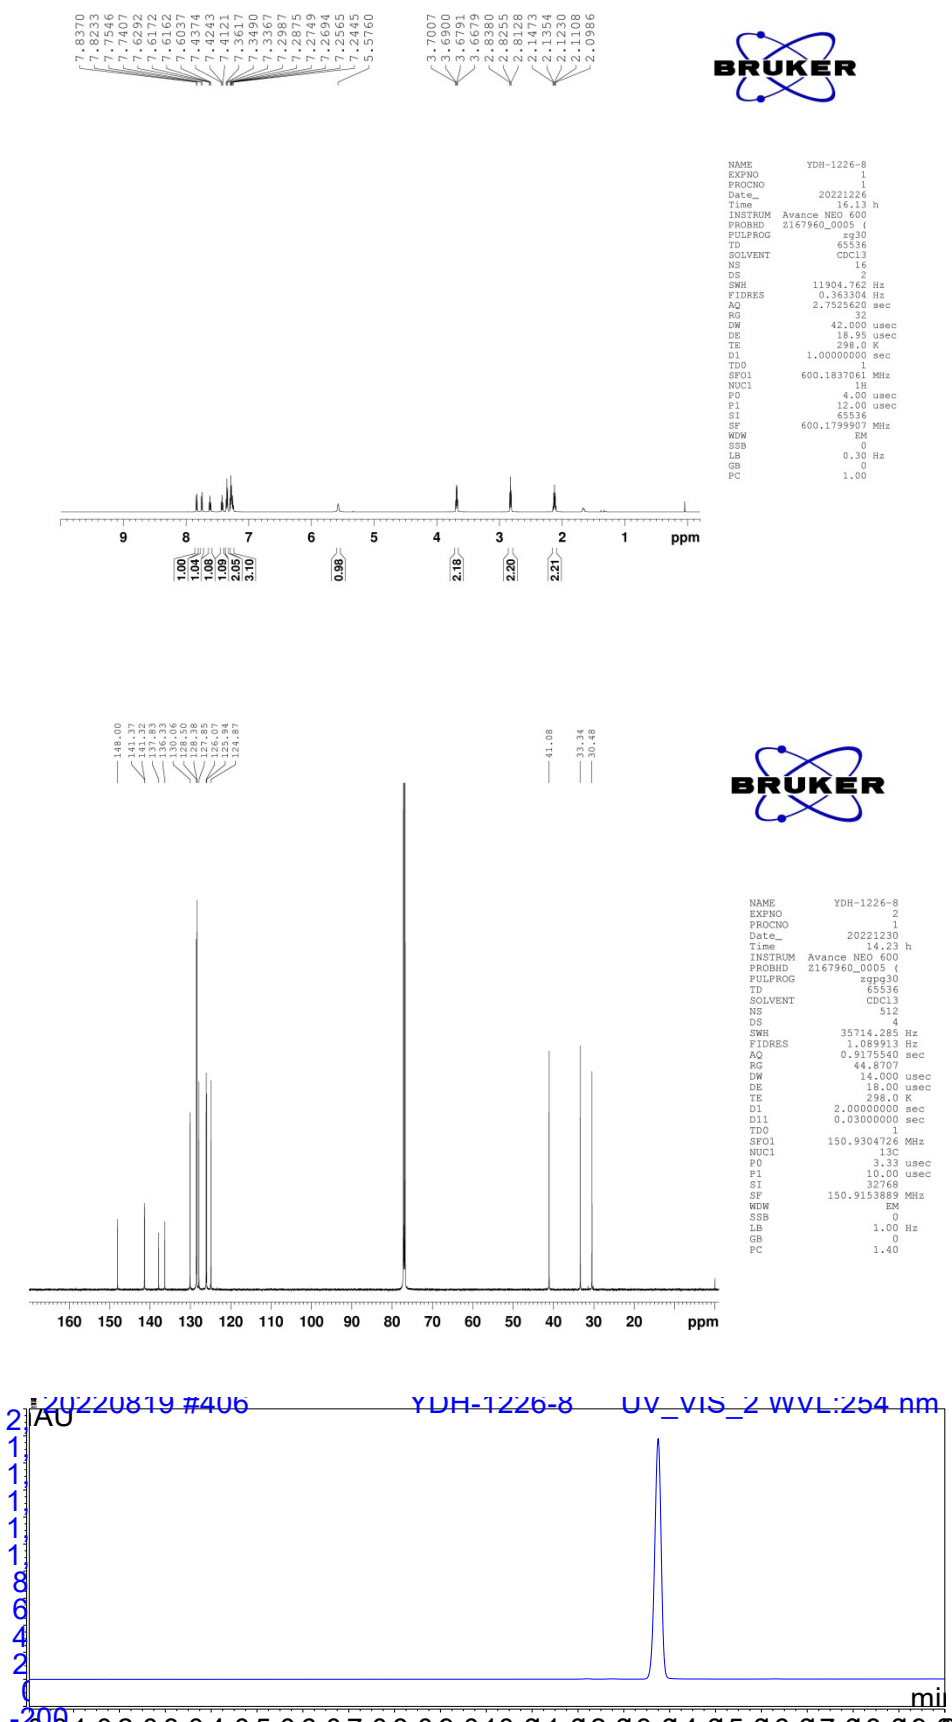 7.8370
7.8233
7.7546
7.7407
7.6292
7.6172
7.6162
7.6037
7.4374
7.4243
7.4121
7.3617
7.3490
7.3367
7.2987
7.2875
7.2749
7.2694
7.2565
7.2445
5.5760
3.7007
3.6900
3.6791
3.6679
2.8380
2.8255
2.8128
2.1473
2.1354
2.1230
2.1108
2.0986
BRUKER
NAME YDH-1226-8
EXPNO 1
PROCNO 1
Date_ 20221226
Time 16.13 h
INSTRUM Avance NEO 600
PROBHD Z167960_0005 (
PULPROG zg30
TD 65536
SOLVENT CDCl3
NS 16
DS 2
SWH 11904.762 Hz
FIDRES 0.363304 Hz
AQ 2.7525620 sec
RG 32
DW 42.000 usec
DE 18.95 usec
TE 298.0 K
D1 1.00000000 sec
TD0 1
SFO1 600.1837061 MHz
NUC1 1H
P0 4.00 usec
P1 12.00 usec
SI 65536
SF 600.1799907 MHz
WDW EM
SSB 0
LB 0.30 Hz
GB 0
PC 1.00
9 8 7 6 5 4 3 2 1 ppm
1.00
1.04
1.08
1.09
2.05
3.10
0.98
2.18
2.20
2.21
148.00
141.37
141.32
137.83
136.33
130.06
128.50
128.38
127.85
126.07
125.94
124.87
41.08
33.34
30.48
BRUKER
NAME YDH-1226-8
EXPNO 2
PROCNO 1
Date_ 20221230
Time 14.23 h
INSTRUM Avance NEO 600
PROBHD Z167960_0005 (
PULPROG zgpg30
TD 65536
SOLVENT CDCl3
NS 512
DS 4
SWH 35714.285 Hz
FIDRES 1.089913 Hz
AQ 0.9175540 sec
RG 44.8707
DW 14.000 usec
DE 18.00 usec
TE 298.0 K
D1 2.00000000 sec
D11 0.03000000 sec
TD0 1
SFO1 150.9304726 MHz
NUC1 13C
P0 3.33 usec
P1 10.00 usec
SI 32768
SF 150.9153889 MHz
WDW EM
SSB 0
LB 1.00 Hz
GB 0
PC 1.40
160 150 140 130 120 110 100 90 80 70 60 50 40 30 20 ppm
20220819 #406 YDH-1226-8 UV_VIS_2 WVL:254 nm